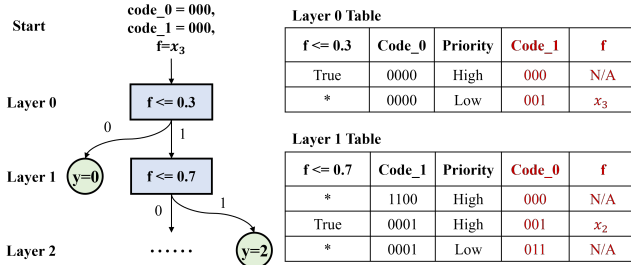 Start
code_0 = 000,
code_1 = 000,
f=x₃
Layer 0
f <= 0.3
0
1
Layer 1
y=0
f <= 0.7
0
1
Layer 2
......
y=2
Layer 0 Table
f <= 0.3 Code_0 Priority Code_1 f
True 0000 High 000 N/A
* 0000 Low 001 x₃
Layer 1 Table
f <= 0.7 Code_1 Priority Code_0 f
* 1100 High 000 N/A
True 0001 High 001 x₂
* 0001 Low 011 N/A